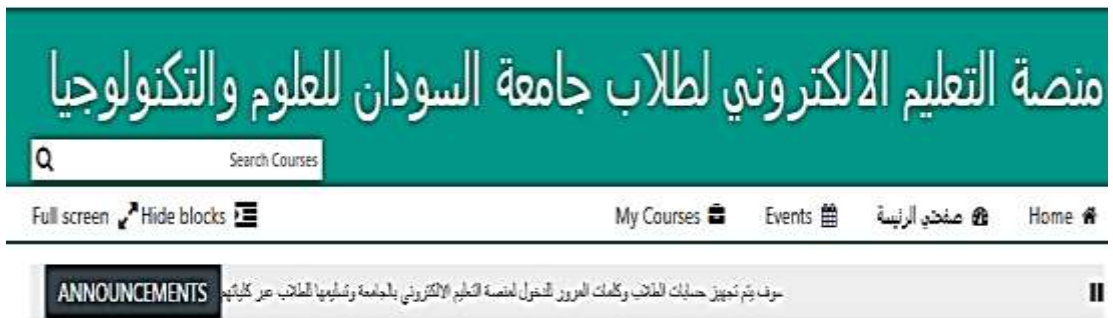 منصة التعليم الالكتروني لطلاب جامعة السودان للعلوم والتكنولوجيا
Search Courses
Home صفحتي الرئيسة Events My Courses Hide blocks Full screen
ANNOUNCEMENTS سوف يتم تجهيز حسابات الطلاب وكلمات المرور للدخول لمنصة التعليم الالكتروني بالجامعة وتسليمها للطلاب عبر كلياتهم